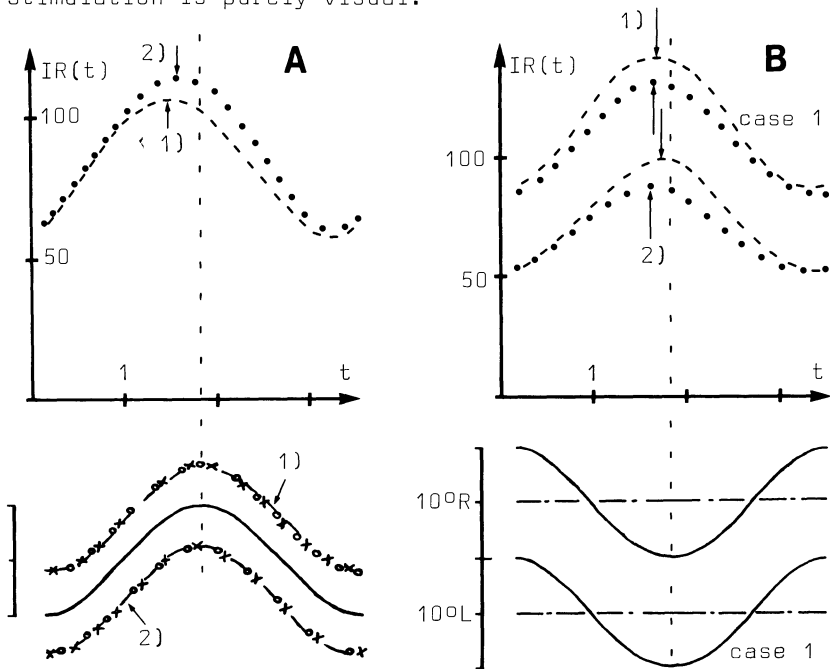 stimulation is purely visual.
IR(t)
2)
A
100
1)
50
1
t
1)
2)
1)
IR(t)
B
case 1
100
2)
50
1
t
10°R
10°L
case 1